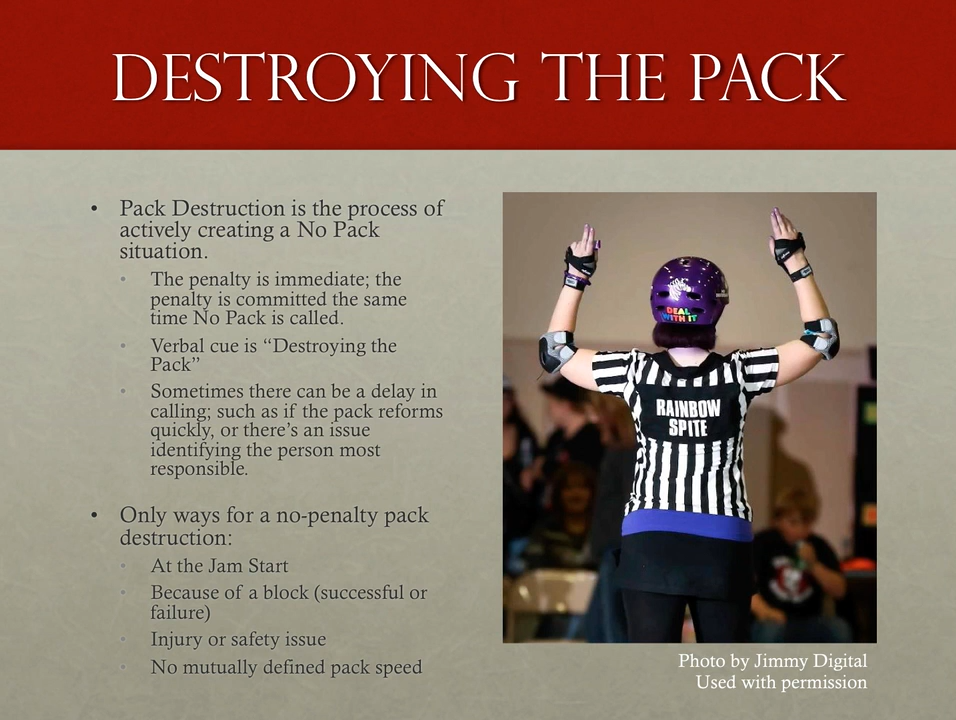 DESTROYING THE PACK
• Pack Destruction is the process of
actively creating a No Pack
situation.
• The penalty is immediate; the
penalty is committed the same
time No Pack is called.
• Verbal cue is “Destroying the
Pack”
• Sometimes there can be a delay in
calling; such as if the pack reforms
quickly, or there’s an issue
identifying the person most
responsible.
• Only ways for a no-penalty pack
destruction:
• At the Jam Start
• Because of a block (successful or
failure)
• Injury or safety issue
• No mutually defined pack speed
DEAL
WITH IT
RAINBOW
SPITE
Photo by Jimmy Digital
Used with permission